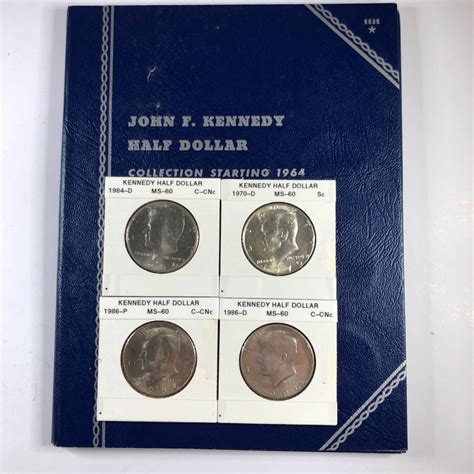 9699
JOHN F. KENNEDY
HALF DOLLAR
COLLECTION STARTING 1964
KENNEDY HALF DOLLAR
1984-D MS-60 C-CNc
KENNEDY HALF DOLLAR
1970-D MS-60 Sc
KENNEDY HALF DOLLAR
1986-P MS-60 C-CNc
KENNEDY HALF DOLLAR
1986-D MS-60 C-CNc